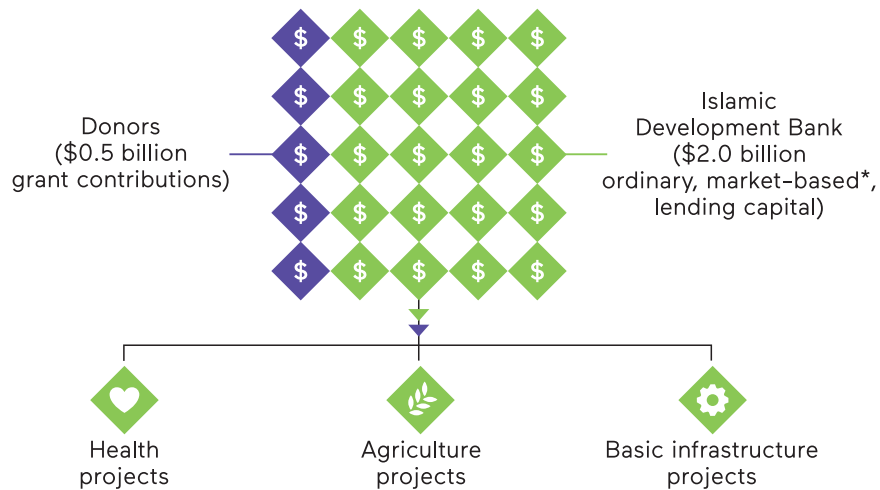 $ $ $ $ $
$ $ $ $ $
$ $ $ $ $
$ $ $ $ $
$ $ $ $ $
Donors
($0.5 billion
grant contributions)
Islamic
Development Bank
($2.0 billion
ordinary, market-based*,
lending capital)
Health
projects
Agriculture
projects
Basic infrastructure
projects